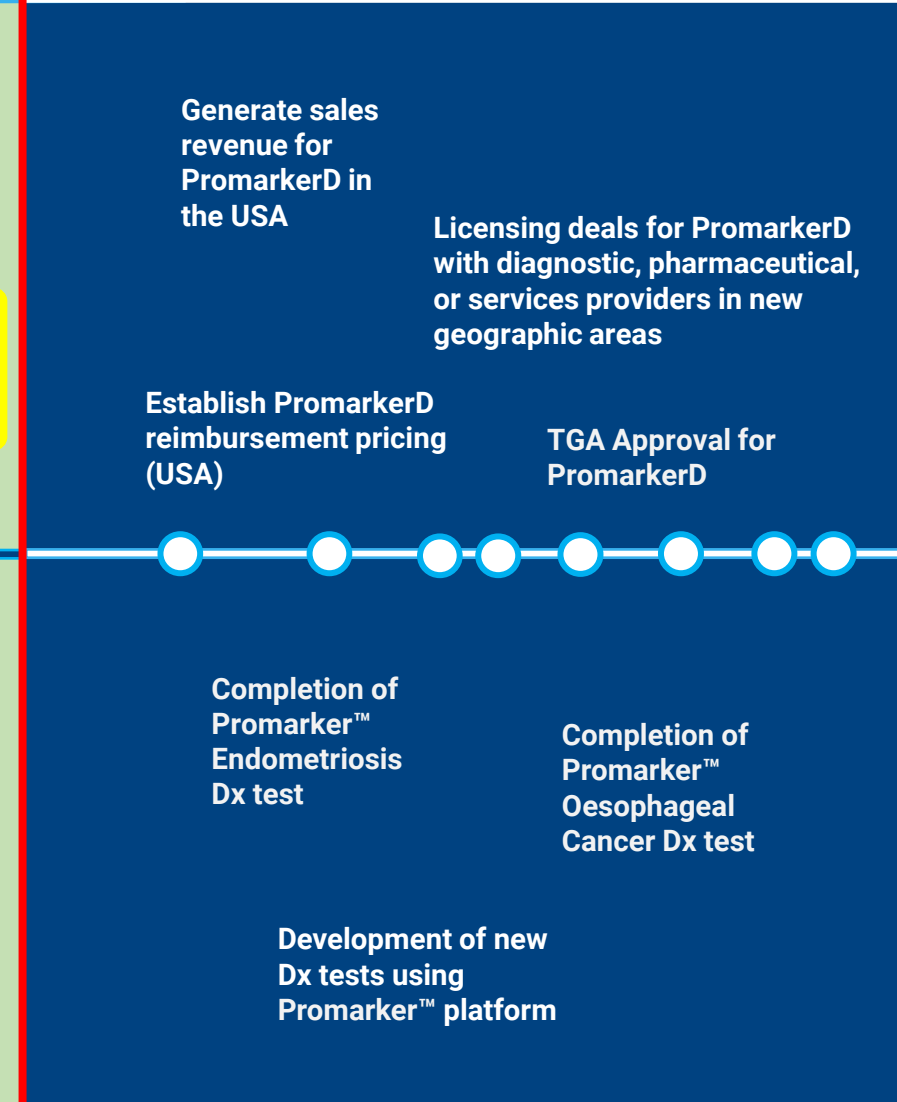 Generate sales
revenue for
PromarkerD in
the USA
Licensing deals for PromarkerD
with diagnostic, pharmaceutical,
or services providers in new
geographic areas
Establish PromarkerD
reimbursement pricing
(USA)
TGA Approval for
PromarkerD
Completion of
Promarker™
Endometriosis
Dx test
Completion of
Promarker™
Oesophageal
Cancer Dx test
Development of new
Dx tests using
Promarker™ platform